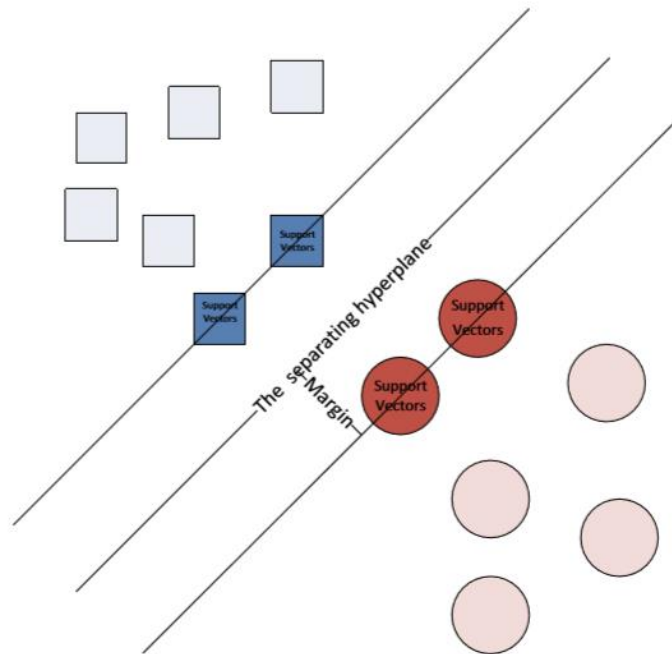 Support
Vectors
Support
Vectors
The separating hyperplane
Support
Vectors
Margin
Support
Vectors